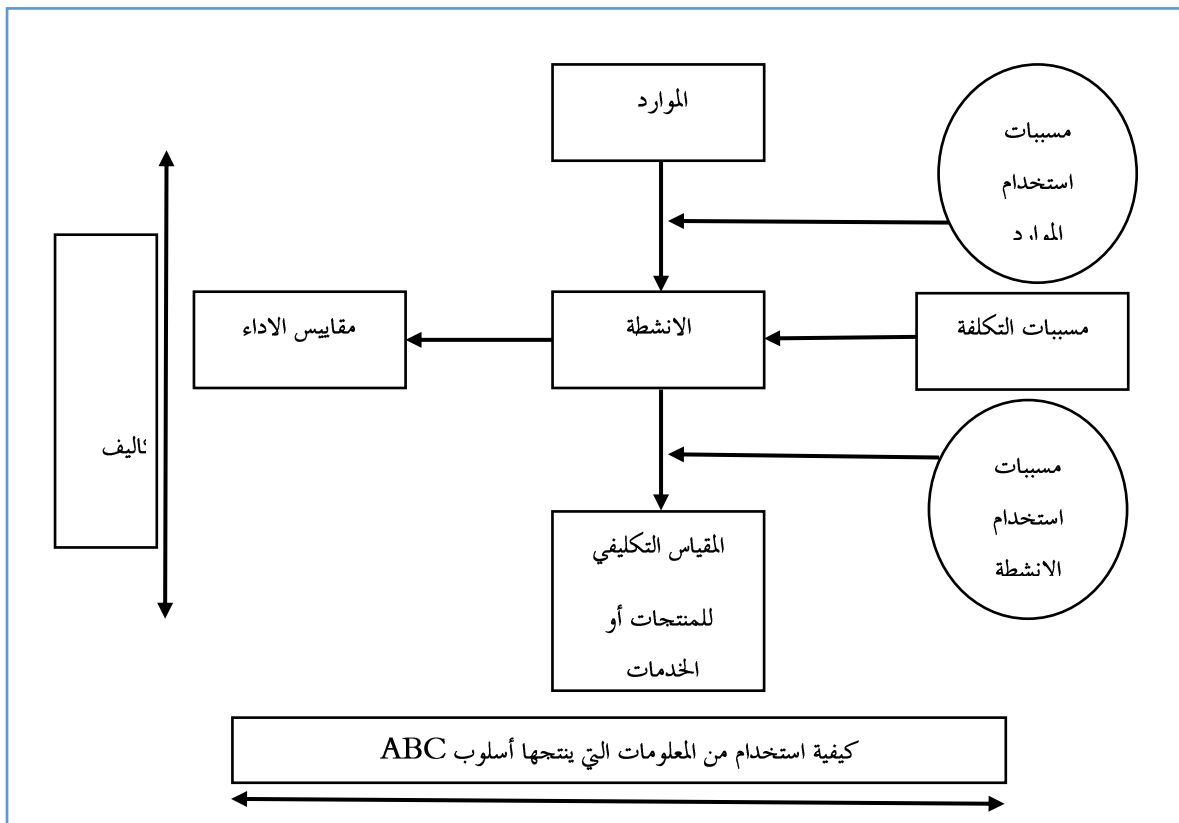 الموارد
مسببات
استخدام
الموارد
مقاييس الاداء
الانشطة
مسببات التكلفة
مسببات
استخدام
الانشطة
المقياس التكليفي
للمنتجات أو
الخدمات
كيفية استخدام من المعلومات التي ينتجها أسلوب ABC